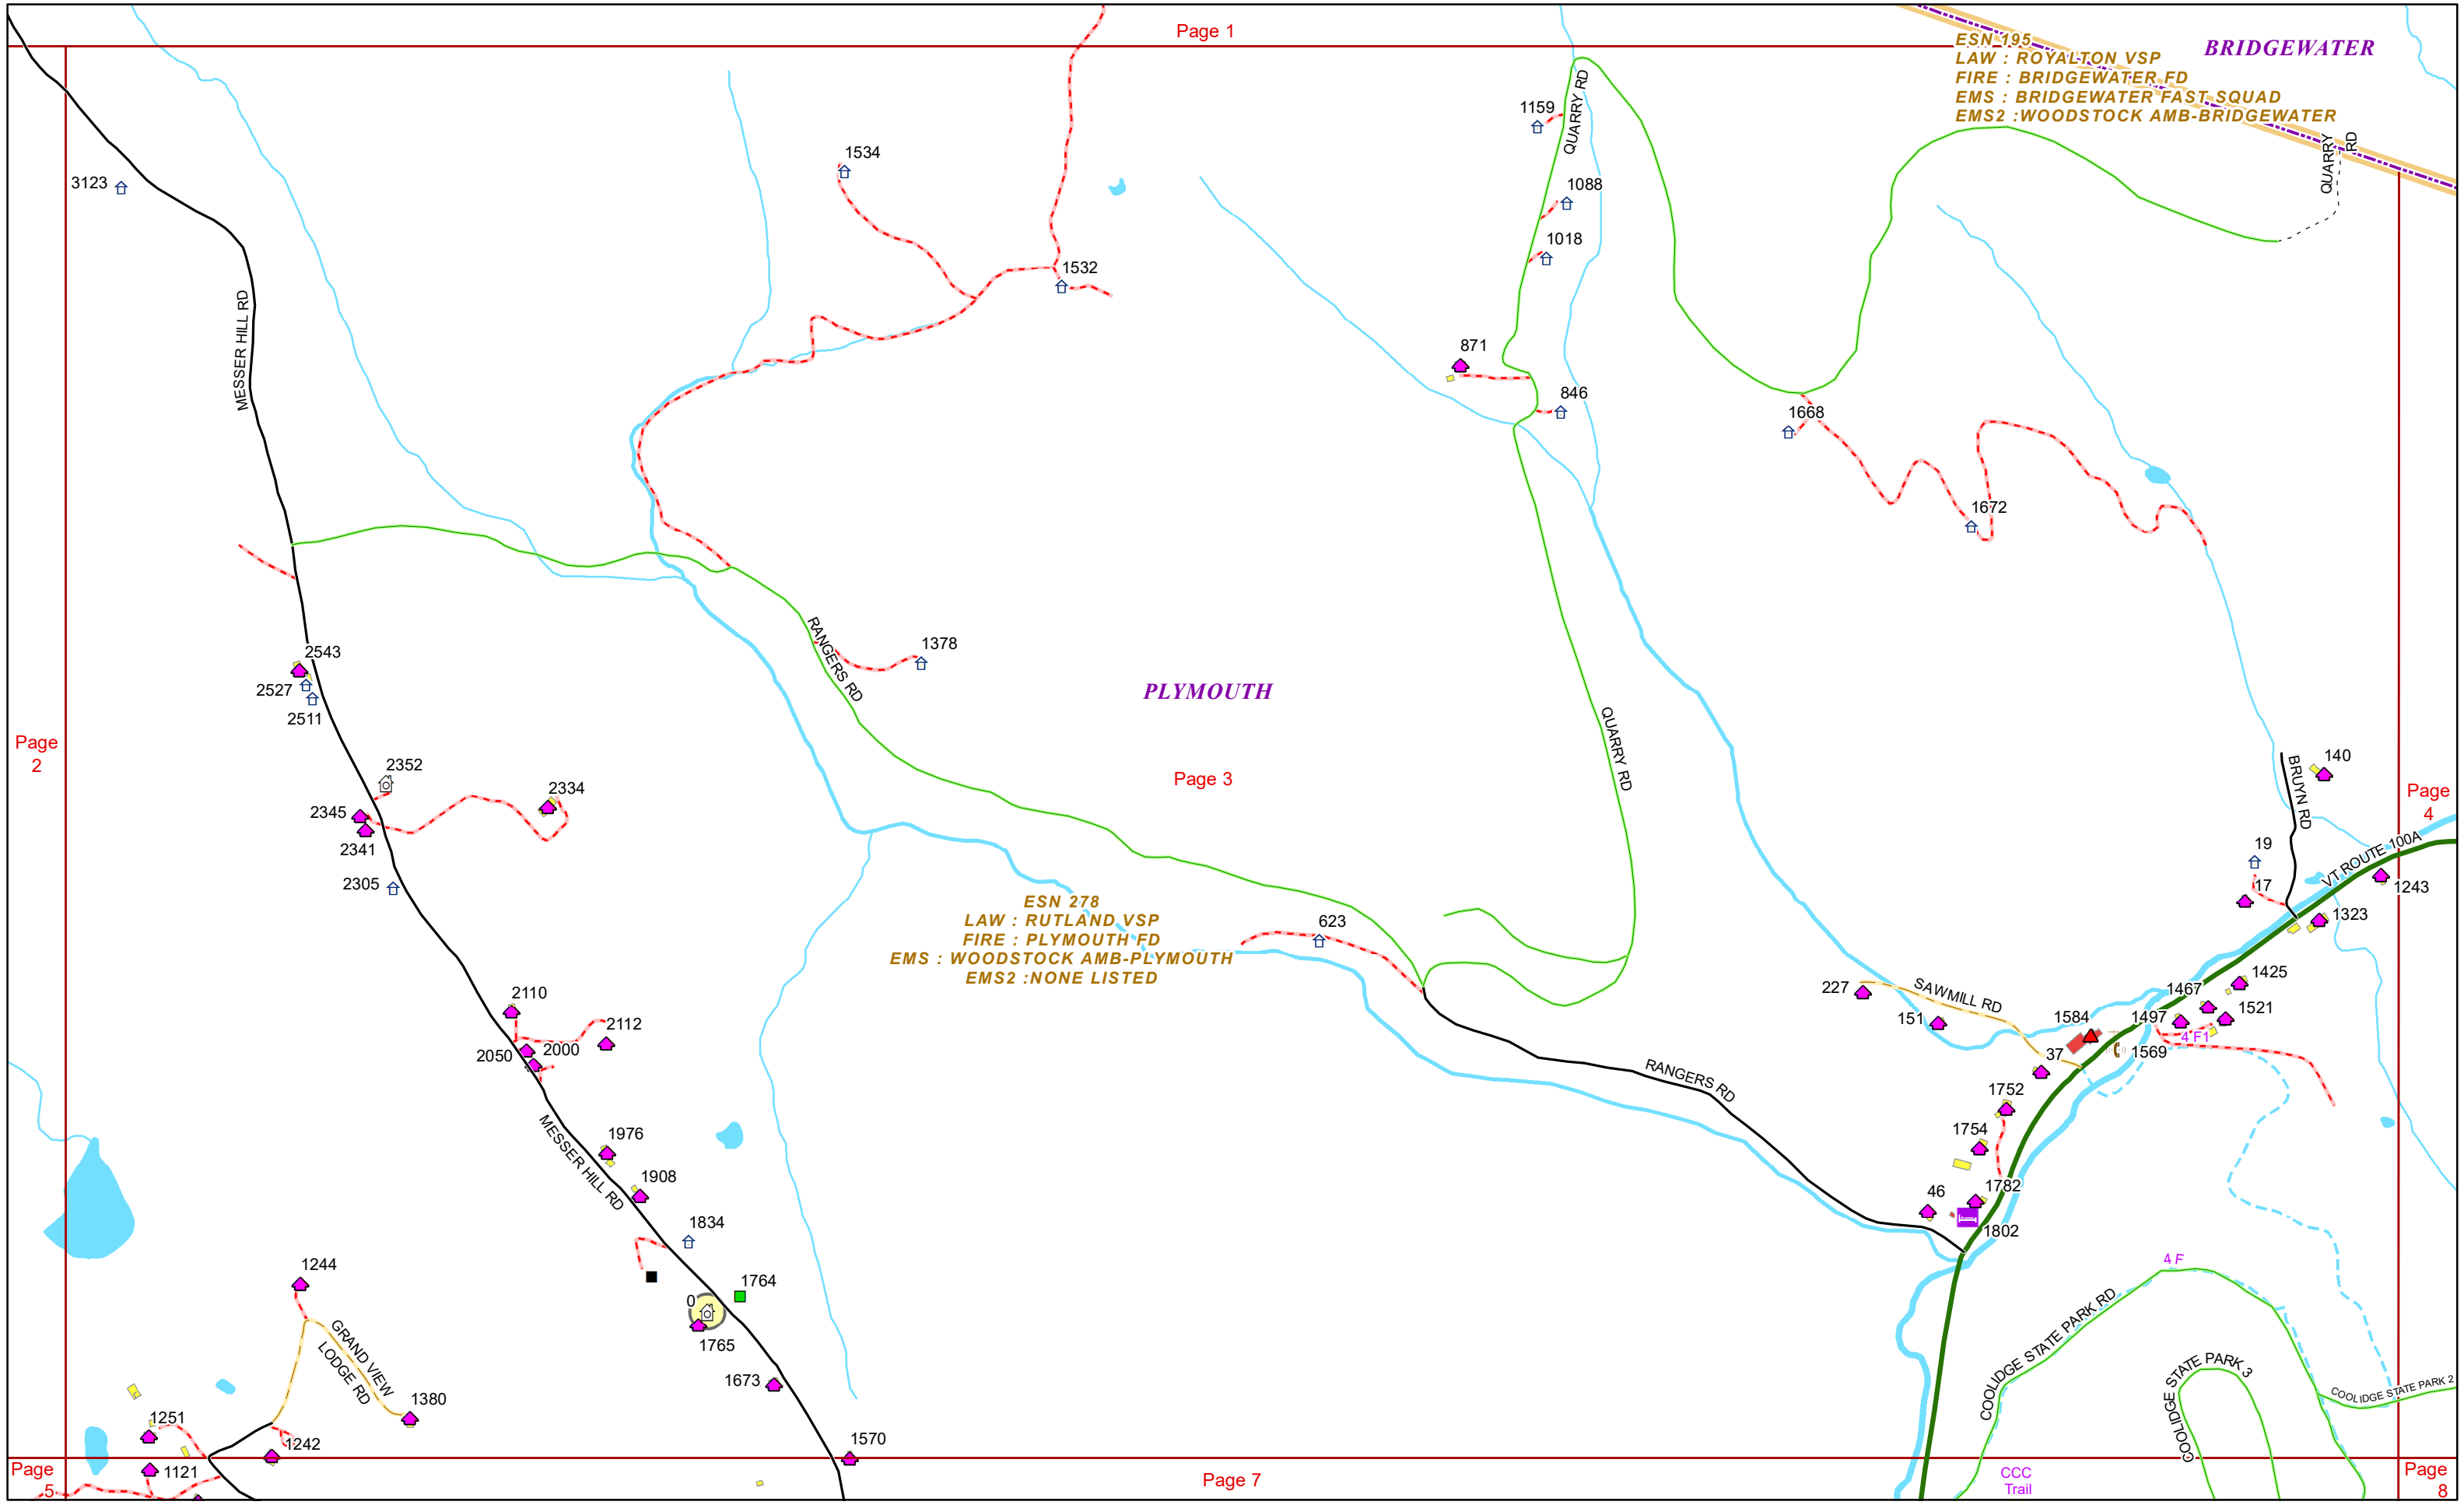 Page 1
BRIDGEWATER
ESN 195
LAW : ROYALTON VSP
FIRE : BRIDGEWATER FD
EMS : BRIDGEWATER FAST SQUAD
EMS2 :WOODSTOCK AMB-BRIDGEWATER
QUARRY RD
QUARRY RD
1159
1534
3123
1088
1018
1532
MESSER HILL RD
871
846
1668
1672
RANGERS RD
1378
2543
2527
2511
PLYMOUTH
QUARRY RD
Page
2
Page 3
2352
2334
2345
2341
2305
BRUYN RD
140
Page
4
VT ROUTE 100A
19
17
1243
1323
ESN 278
LAW : RUTLAND VSP
FIRE : PLYMOUTH FD
EMS : WOODSTOCK AMB-PLYMOUTH
EMS2 :NONE LISTED
623
227
SAWMILL RD
151
1425
1467
1521
1497
1584
4 F1
1569
37
2110
2112
2050
2000
RANGERS RD
1752
1754
MESSER HILL RD
1976
1908
46
1782
1802
1834
4 F
1244
1764
0
1765
COOLIDGE STATE PARK RD
GRAND VIEW
LODGE RD
1673
COOLIDGE STATE PARK 3
COOLIDGE STATE PARK 2
1380
1251
1242
1570
1121
Page
5
Page 7
CCC
Trail
Page
8